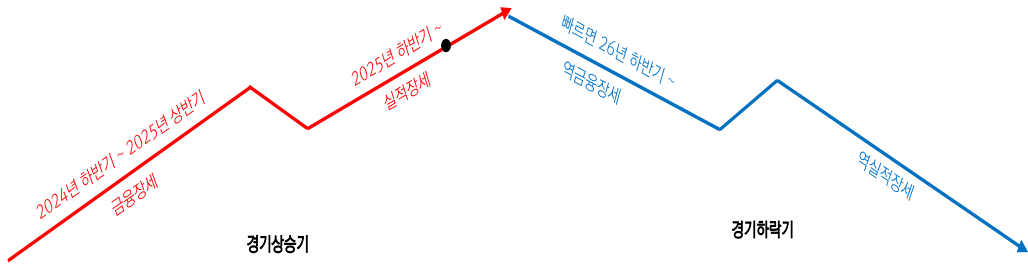 2024년 하반기 ~ 2025년 상반기
금융장세
2025년 하반기 ~
실적장세
빠르면 26년 하반기 ~
역금융장세
역실적장세
경기상승기
경기하락기